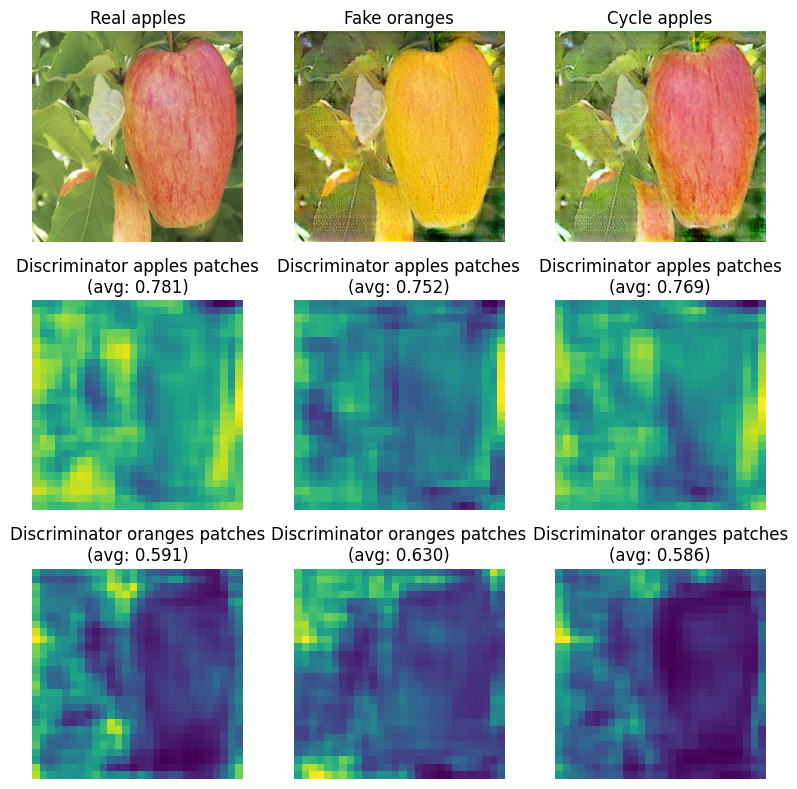 Real apples
Fake oranges
Cycle apples
Discriminator apples patches
(avg: 0.781)
Discriminator apples patches
(avg: 0.752)
Discriminator apples patches
(avg: 0.769)
Discriminator oranges patches
(avg: 0.591)
Discriminator oranges patches
(avg: 0.630)
Discriminator oranges patches
(avg: 0.586)